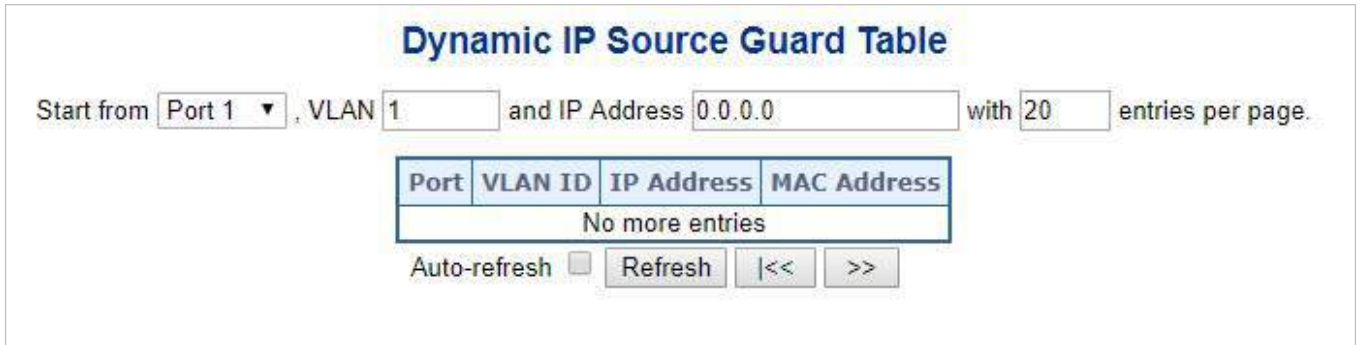 Dynamic IP Source Guard Table
Start from Port 1 ▼ , VLAN 1 and IP Address 0.0.0.0 with 20 entries per page.
Port VLAN ID IP Address MAC Address
No more entries
Auto-refresh Refresh |<< >>